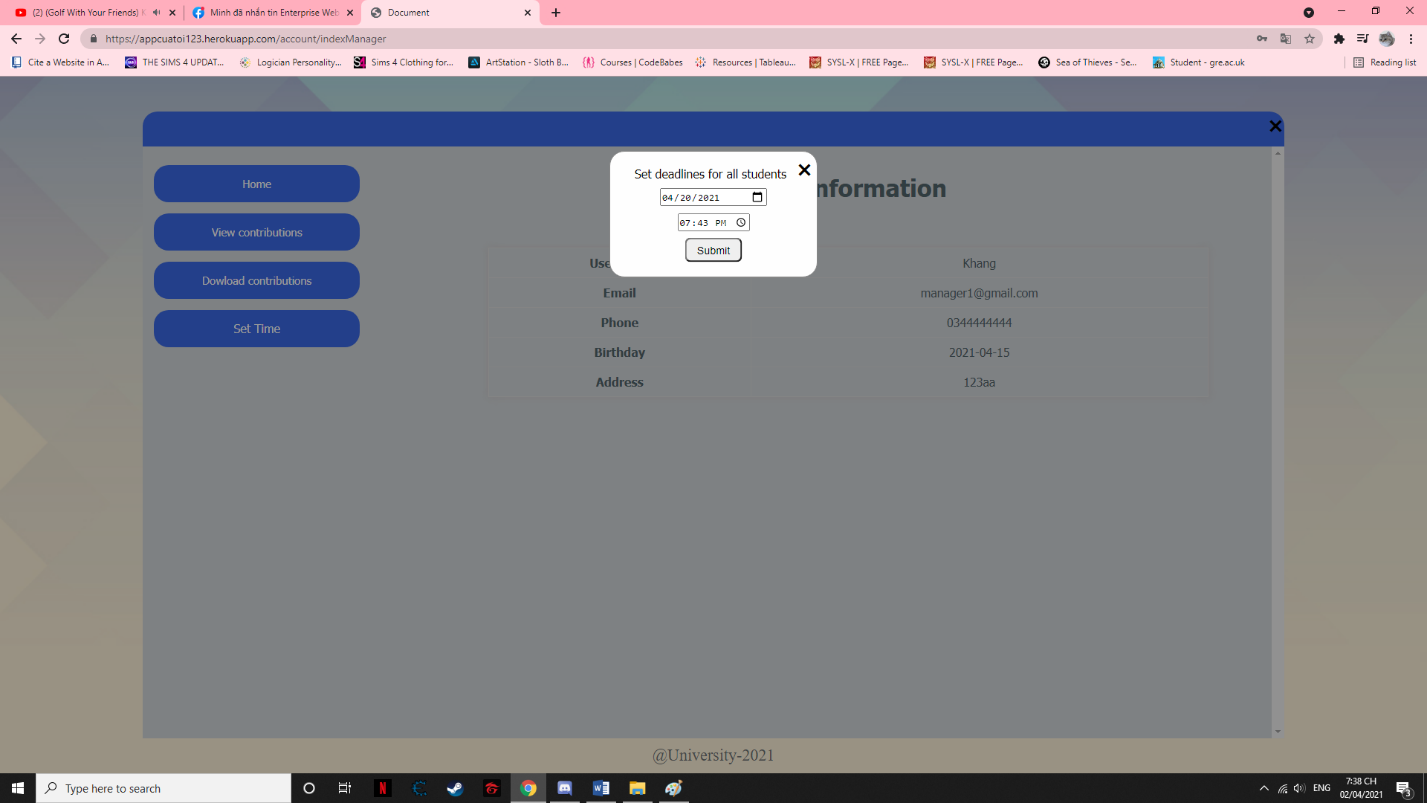 (2) (Golf With Your Friends) K
Minh đã nhắn tin Enterprise Web
Document
https://appcuatoi123.herokuapp.com/account/indexManager
Cite a Website in A...
THE SIMS 4 UPDAT...
Logician Personality...
Sims 4 Clothing for...
ArtStation - Sloth B...
Courses | CodeBabes
Resources | Tableau...
SYSL-X | FREE Page...
SYSL-X | FREE Page...
Sea of Thieves - Se...
Student - gre.ac.uk
Reading list
Home
View contributions
Dowload contributions
Set Time
Set deadlines for all students
04/20/2021
07:43 PM
Submit
nformation
Use
Khang
Email
manager1@gmail.com
Phone
0344444444
Birthday
2021-04-15
Address
123aa
@University-2021
Type here to search
ENG
7:38 CH
02/04/2021
3